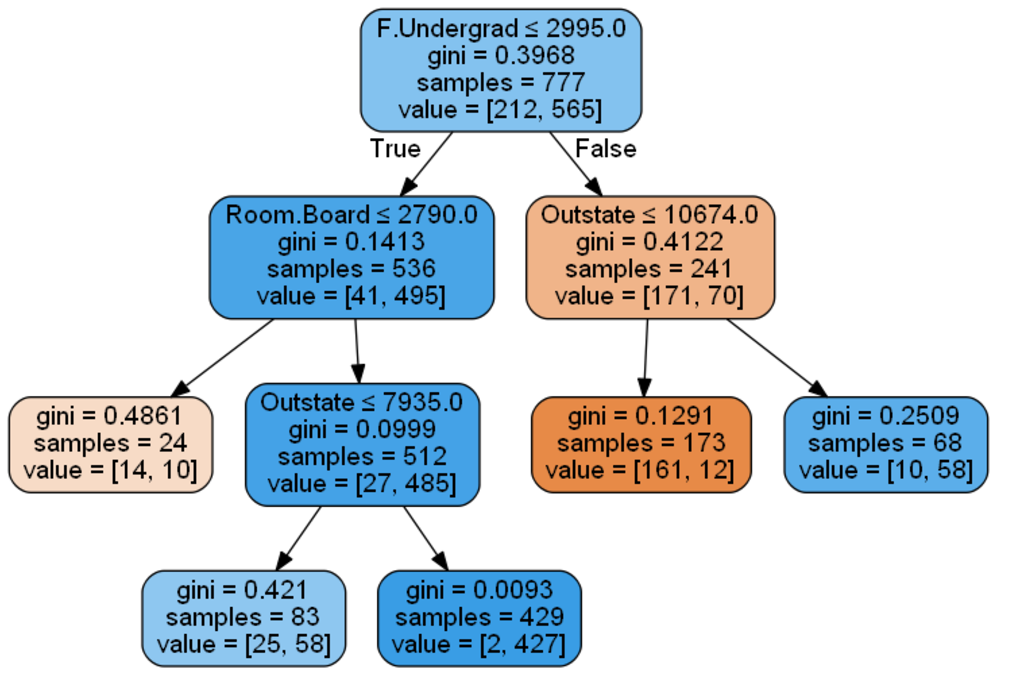 F.Undergrad ≤ 2995.0
gini = 0.3968
samples = 777
value = [212, 565]
True
False
Room.Board ≤ 2790.0
gini = 0.1413
samples = 536
value = [41, 495]
Outstate ≤ 10674.0
gini = 0.4122
samples = 241
value = [171, 70]
gini = 0.4861
samples = 24
value = [14, 10]
Outstate ≤ 7935.0
gini = 0.0999
samples = 512
value = [27, 485]
gini = 0.1291
samples = 173
value = [161, 12]
gini = 0.2509
samples = 68
value = [10, 58]
gini = 0.421
samples = 83
value = [25, 58]
gini = 0.0093
samples = 429
value = [2, 427]